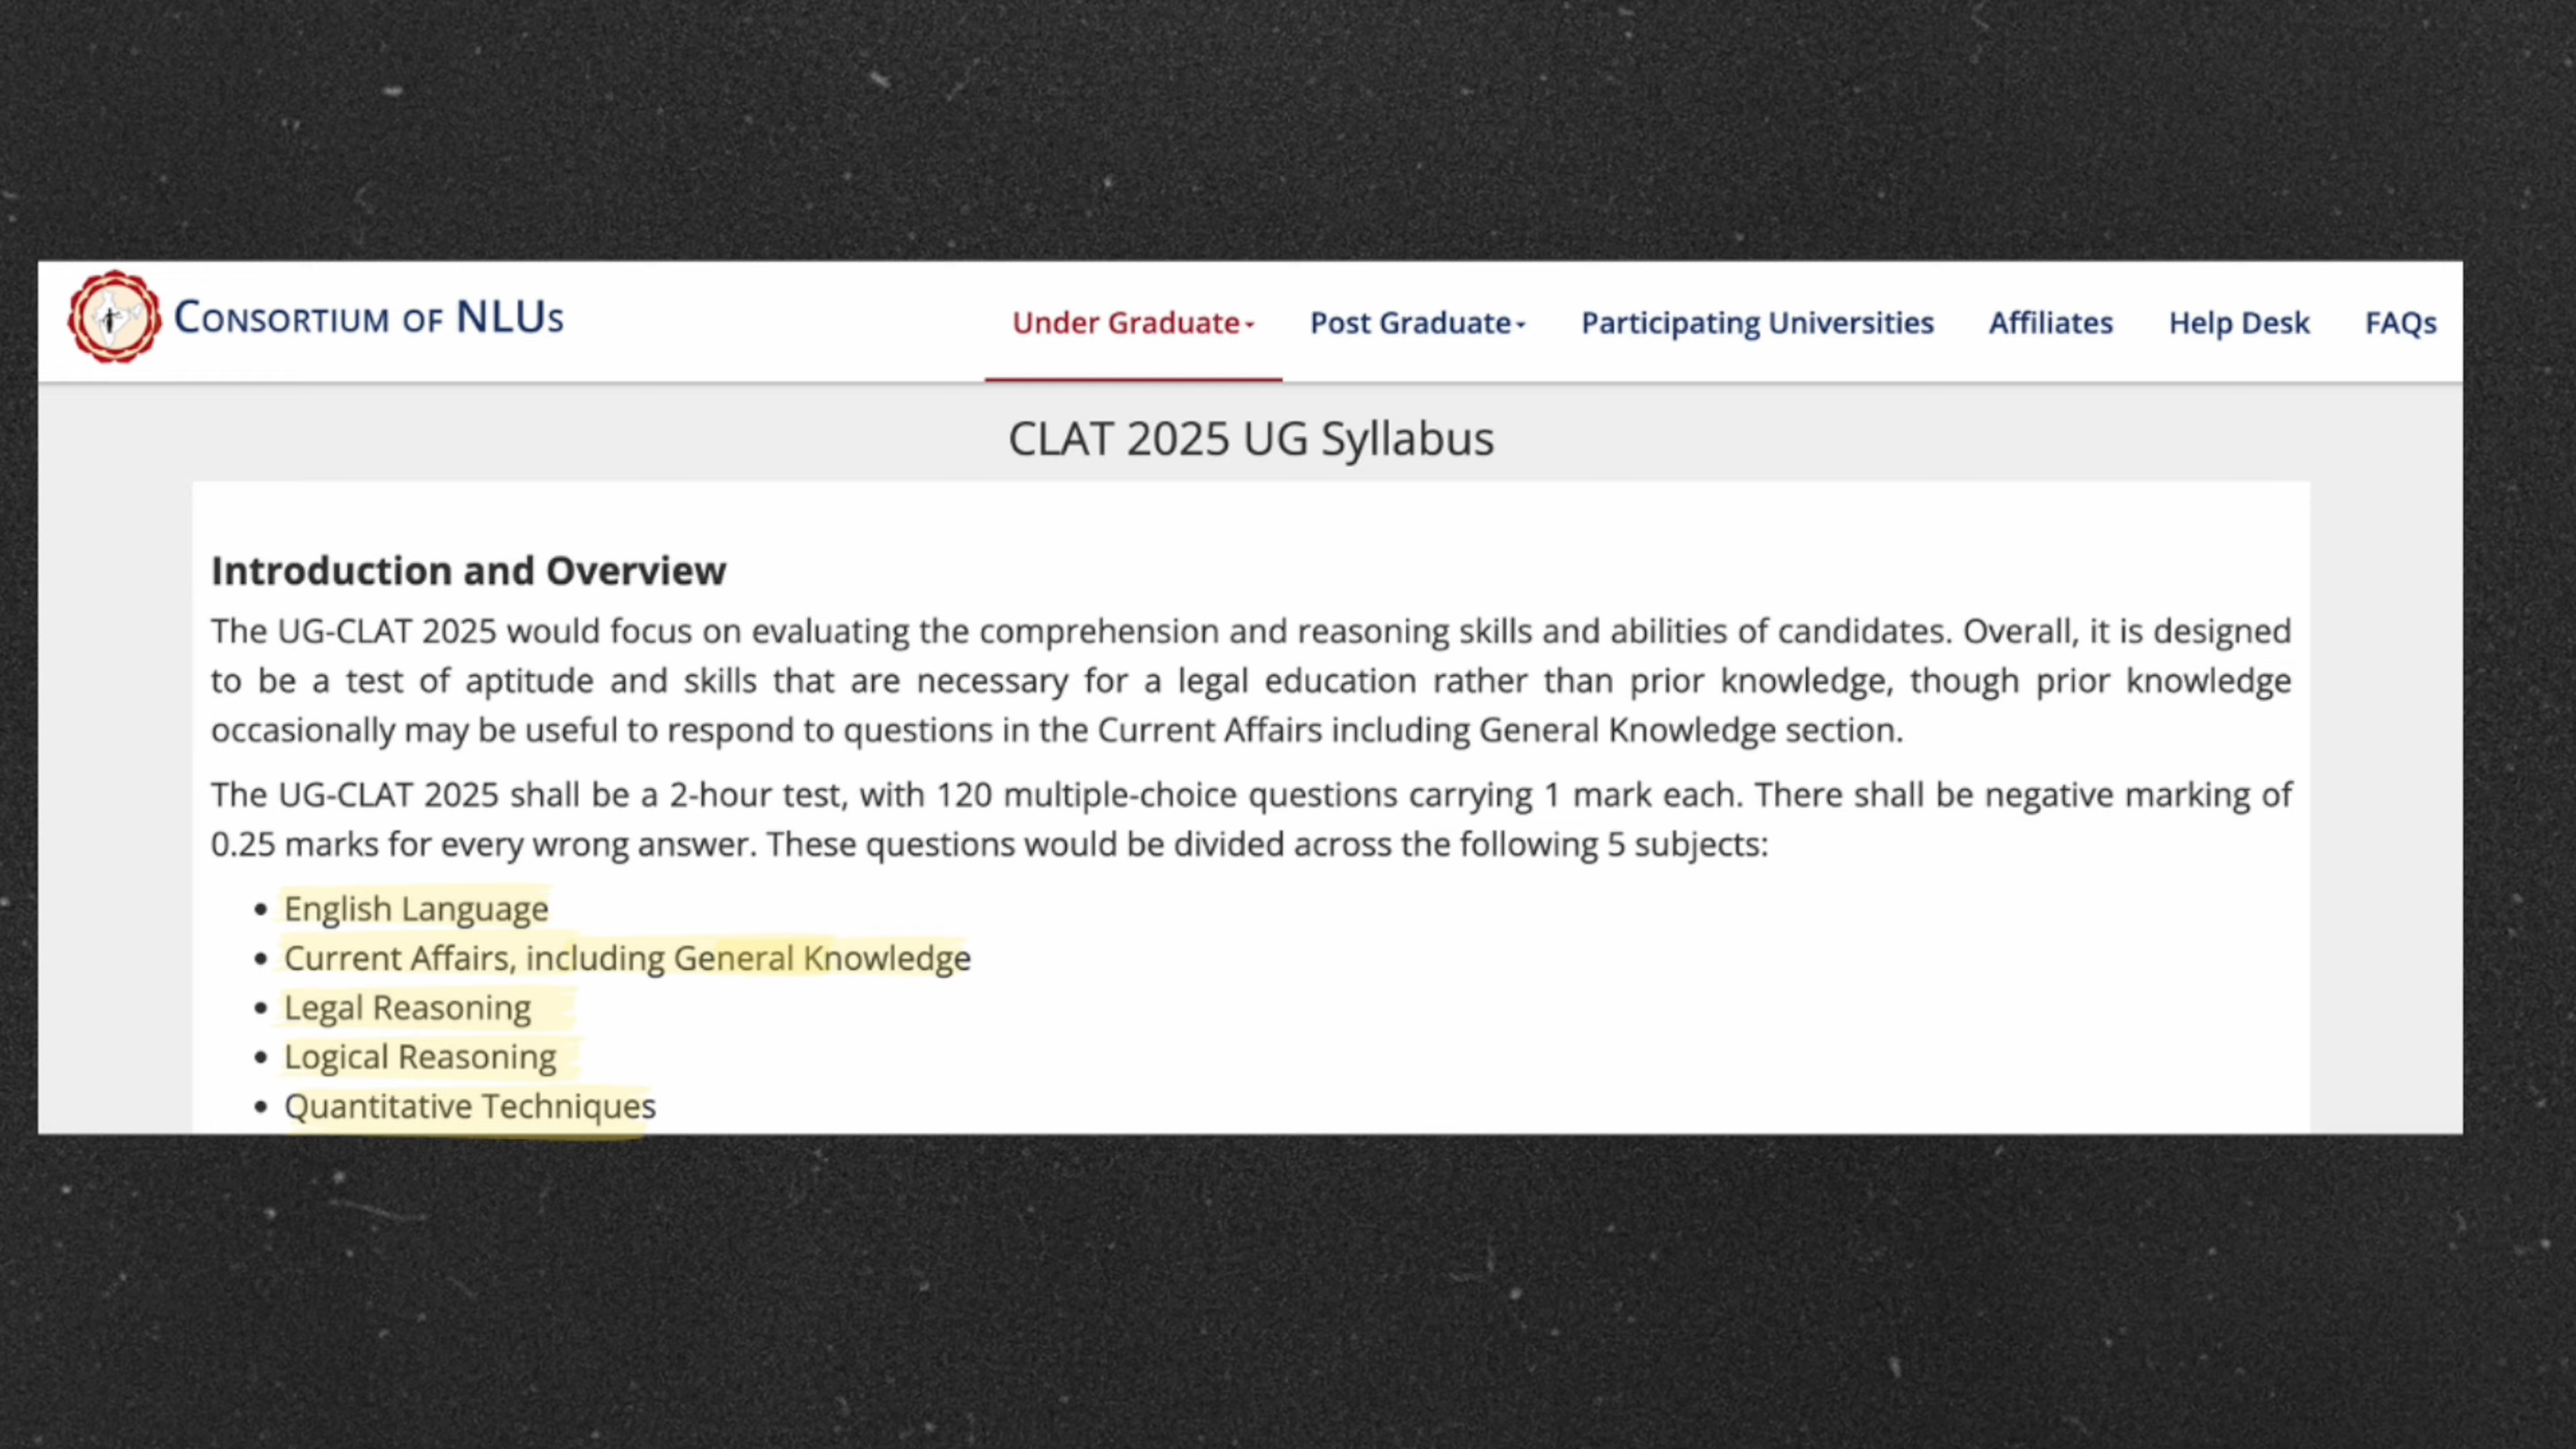 CONSORTIUM OF NLUS
Under Graduate
Post Graduate
Participating Universities
Affiliates
Help Desk
FAQs
CLAT 2025 UG Syllabus
Introduction and Overview
The UG-CLAT 2025 would focus on evaluating the comprehension and reasoning skills and abilities of candidates. Overall, it is designed
to be a test of aptitude and skills that are necessary for a legal education rather than prior knowledge, though prior knowledge
occasionally may be useful to respond to questions in the Current Affairs including General Knowledge section.
The UG-CLAT 2025 shall be a 2-hour test, with 120 multiple-choice questions carrying 1 mark each. There shall be negative marking of
0.25 marks for every wrong answer. These questions would be divided across the following 5 subjects:
• English Language
• Current Affairs, including General Knowledge
• Legal Reasoning
• Logical Reasoning
• Quantitative Techniques